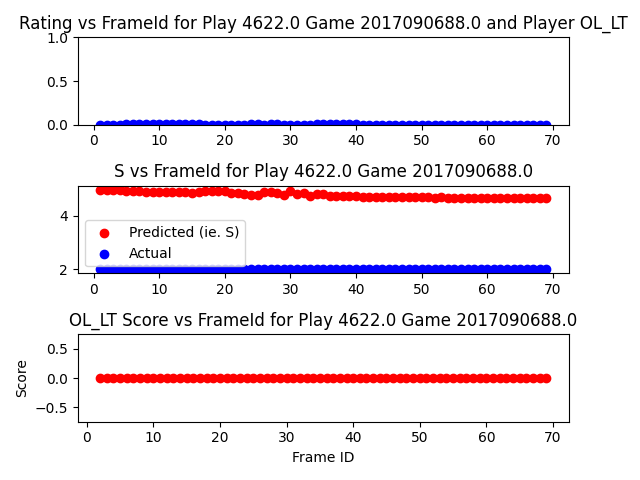 Rating vs FrameId for Play 4622.0 Game 2017090688.0 and Player OL_LT
1.0
0.5
0.0
0 10 20 30 40 50 60 70
S vs FrameId for Play 4622.0 Game 2017090688.0
4
2
Predicted (ie. S)
Actual
0 10 20 30 40 50 60 70
OL_LT Score vs FrameId for Play 4622.0 Game 2017090688.0
Score
0.5
0.0
−0.5
0 10 20 30 40 50 60 70
Frame ID